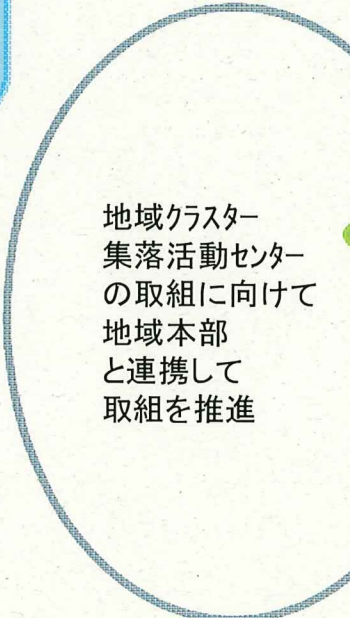 地域クラスター
集落活動センター
の取組に向けて
地域本部
と連携して
取組を推進